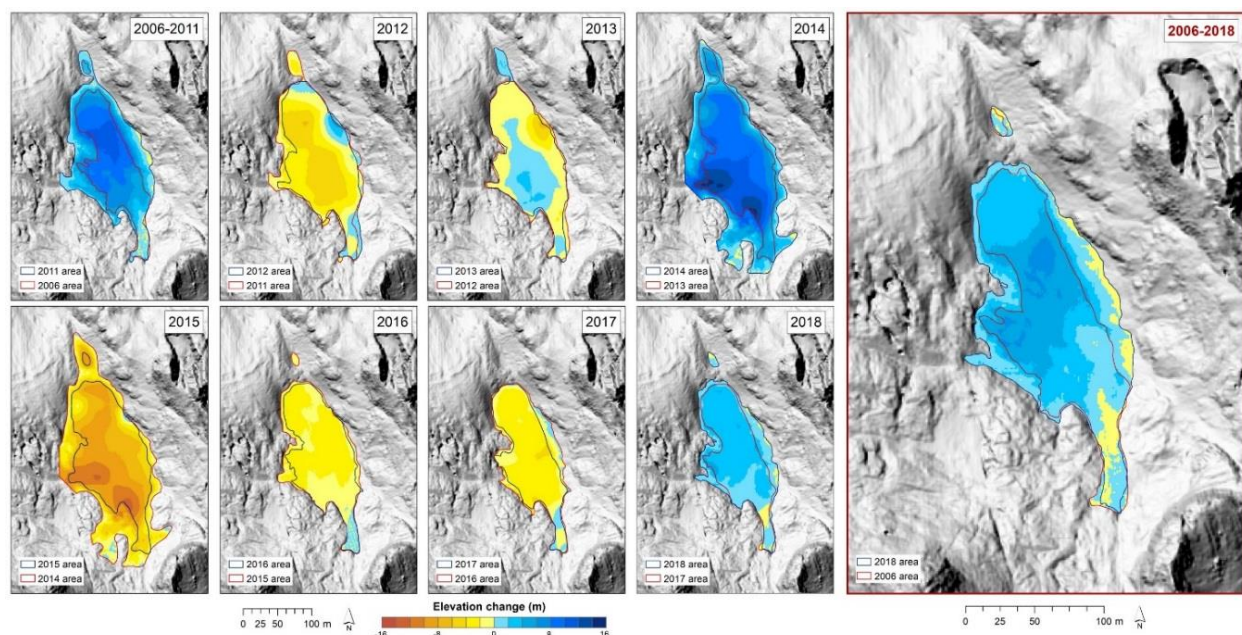 2006-2011
2011 area
2006 area
2012
2012 area
2011 area
2013
2013 area
2012 area
2014
2014 area
2013 area
2015
2015 area
2014 area
2016
2016 area
2015 area
2017
2017 area
2016 area
2018
2018 area
2017 area
2006-2018
2018 area
2006 area
0 25 50 100 m
N
Elevation change (m)
-16 -8 0 8 16
0 25 50 100 m
N